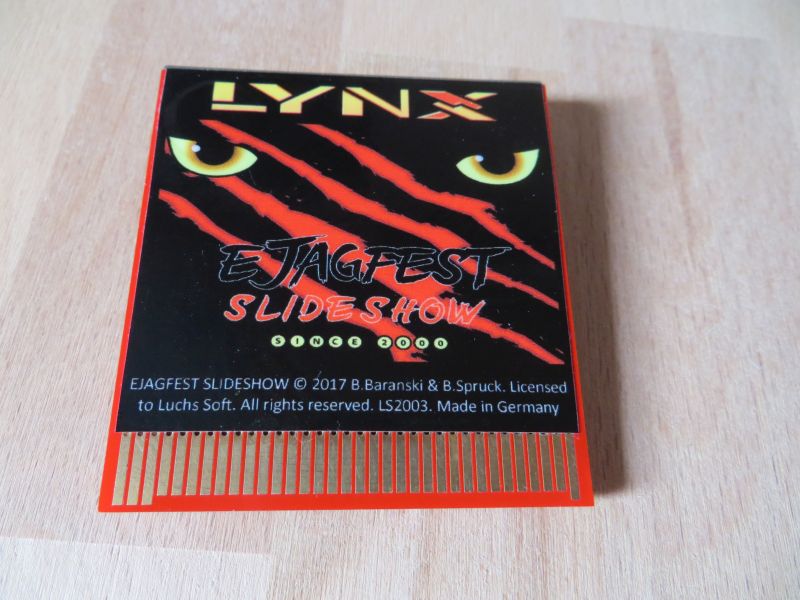 LYNX
EJAGFEST
SLIDESHOW
SINCE 2000
EJAGFEST SLIDESHOW © 2017 B.Baranski & B.Spruck. Licensed
to Luchs Soft. All rights reserved. LS2003. Made in Germany